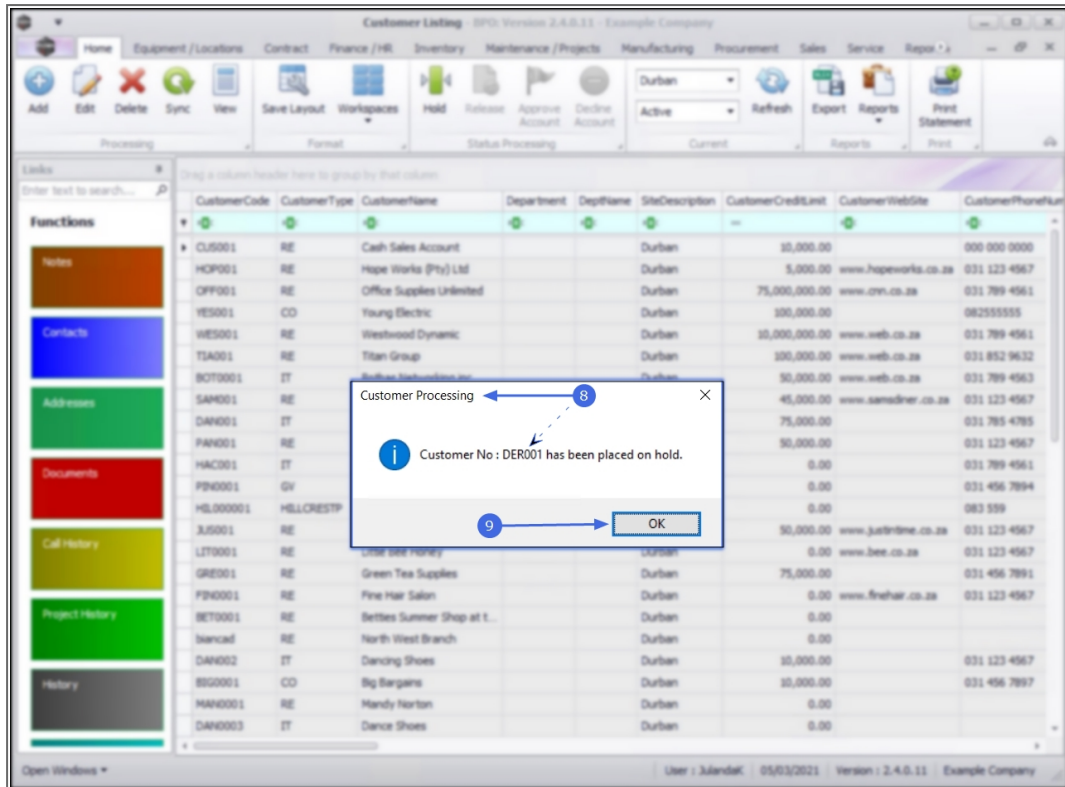 Customer Listing - BPO: Version 2.4.0.11 - Example Company
Home Equipment / Locations Contract Finance / HR Inventory Maintenance / Projects Manufacturing Procurement Sales Service
Add Edit Delete Sync View Save Layout Workspaces Hold Release Approve Account Decline Account Durban Active Refresh Export Reports Print Statement
Processing Format Status Processing Current Reports Print
Links
Enter text to search...
Drag a column header here to group by that column
CustomerCode CustomerType CustomerName Department DeptName SiteDescription CustomerCreditLimit CustomerWebSite CustomerPhoneNum
Functions
Notes
Contacts
Addresses
Documents
Call History
Project History
History
CUS001 RE Cash Sales Account Durban 10,000.00 000 000 0000
HOP001 RE Hope Works (Pty) Ltd Durban 5,000.00 www.hopeworks.co.za 031 123 4567
OFF001 RE Office Supplies Unlimited Durban 75,000,000.00 www.cnn.co.za 031 789 4561
YES001 CO Young Electric Durban 100,000.00 082555555
WES001 RE Westwood Dynamic Durban 10,000,000.00 www.web.co.za 031 789 4561
TIA001 RE Titan Group Durban 100,000.00 www.web.co.za 031 852 9632
BOT0001 IT Durban 50,000.00 www.web.co.za 031 789 4563
SAM001 RE 45,000.00 www.samsdiner.co.za 031 123 4567
DAN001 IT 75,000.00 031 785 4785
PAN001 RE 50,000.00 031 123 4567
HAC001 IT 0.00 031 789 4561
PIN0001 GV 0.00 031 456 7894
HIL000001 HILLCRESTP 0.00 083 559
JUS001 RE 50,000.00 www.justintime.co.za 031 123 4567
LIT0001 RE Little Bee Honey Durban 0.00 www.bee.co.za 031 123 4567
GRE001 RE Green Tea Supplies Durban 75,000.00 031 456 7891
FIN0001 RE Fine Hair Salon Durban 0.00 www.finehair.co.za 031 123 4567
BET0001 RE Betties Summer Shop at t... Durban 0.00
biancad RE North West Branch Durban 0.00
DAN002 IT Dancing Shoes Durban 10,000.00 031 123 4567
BIG0001 CO Big Bargains Durban 10,000.00 031 456 7897
MAN0001 RE Mandy Norton Durban 0.00
DAN0003 IT Dance Shoes Durban 0.00
Customer Processing
8
Customer No : DER001 has been placed on hold.
9
OK
Open Windows User : JulandaK 05/03/2021 Version : 2.4.0.11 Example Company